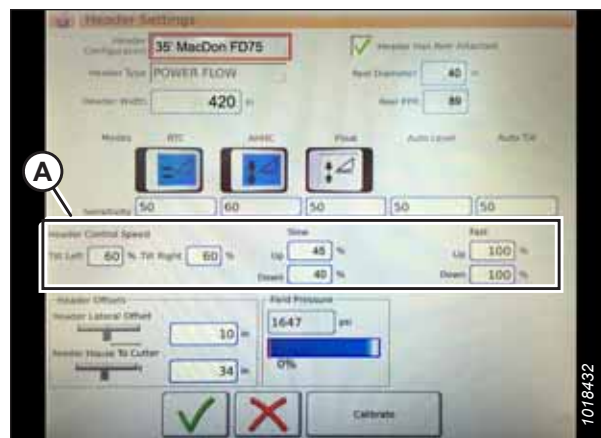 Header Settings
Header Configuration 35' MacDon FD75 Header Has Reel Attached
Header Type POWER FLOW Reel Diameter 40 in
Header Width 420 in Reel PPR 89
Modes RTC AHHC Float Auto Level Auto Tilt
Sensitivity 50 60 50 50 50
A
Header Control Speed Slow Fast
Tilt Left 60 % Tilt Right 60 % Up 45 % Up 100 %
Down 40 % Down 100 %
Header Offsets Field Pressure
Header Lateral Offset 10 in 1647 psi
Feeder House To Cutter 34 in 0%
Calibrate
1018432